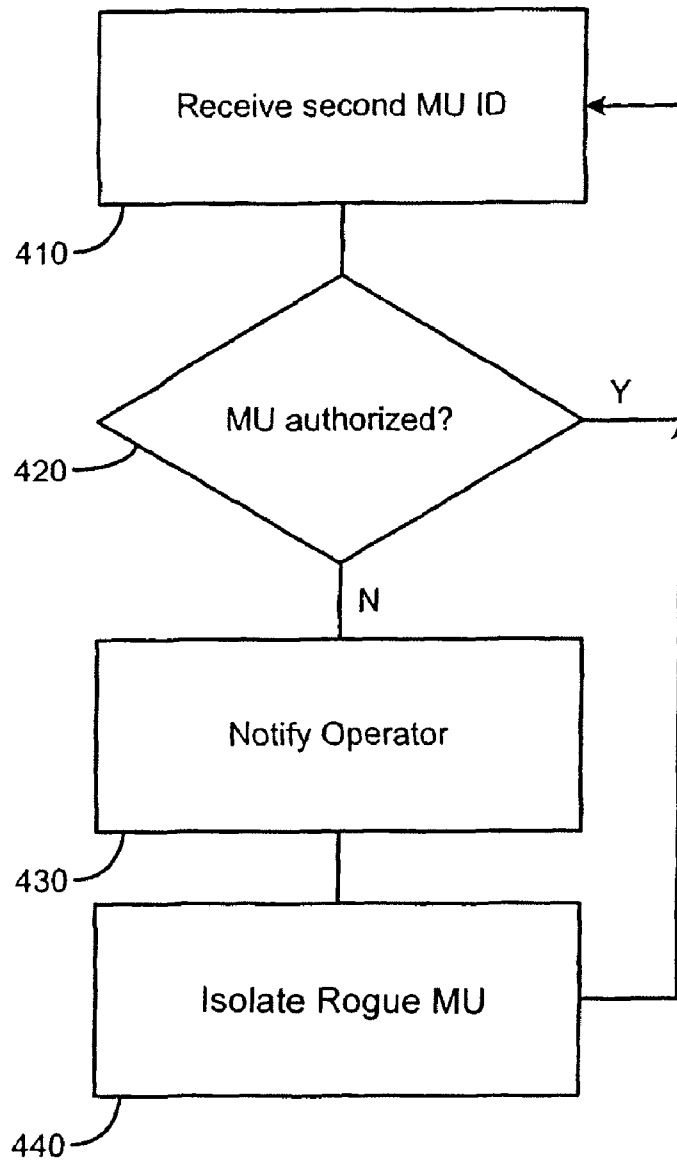 Receive second MU ID
410
MU authorized?
Y
420
N
Notify Operator
430
Isolate Rogue MU
440